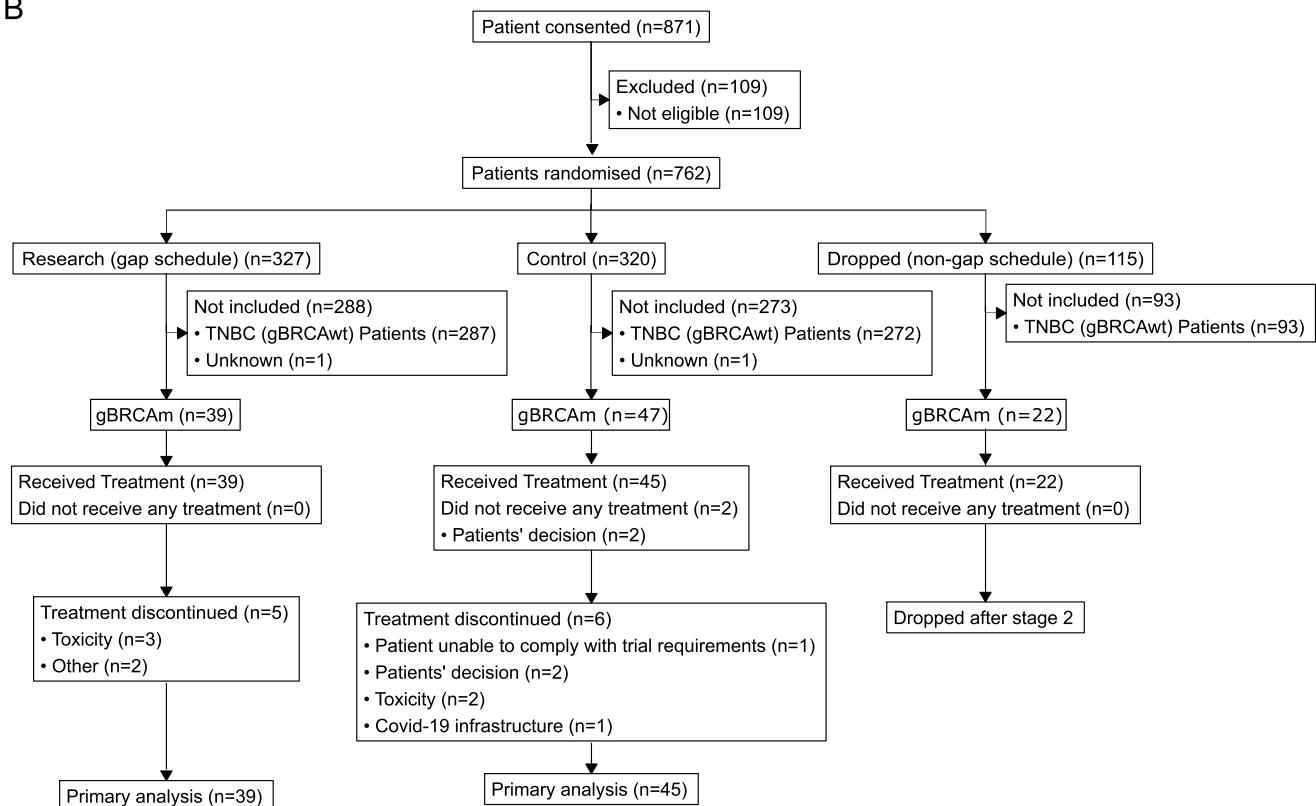 B
Patient consented (n=871)
Excluded (n=109)
• Not eligible (n=109)
Patients randomised (n=762)
Research (gap schedule) (n=327)
Control (n=320)
Dropped (non-gap schedule) (n=115)
Not included (n=288)
• TNBC (gBRCAwt) Patients (n=287)
• Unknown (n=1)
Not included (n=273)
• TNBC (gBRCAwt) Patients (n=272)
• Unknown (n=1)
Not included (n=93)
• TNBC (gBRCAwt) Patients (n=93)
gBRCAm (n=39)
gBRCAm (n=47)
gBRCAm (n=22)
Received Treatment (n=39)
Did not receive any treatment (n=0)
Received Treatment (n=45)
Did not receive any treatment (n=2)
• Patients' decision (n=2)
Received Treatment (n=22)
Did not receive any treatment (n=0)
Treatment discontinued (n=5)
• Toxicity (n=3)
• Other (n=2)
Treatment discontinued (n=6)
• Patient unable to comply with trial requirements (n=1)
• Patients' decision (n=2)
• Toxicity (n=2)
• Covid-19 infrastructure (n=1)
Dropped after stage 2
Primary analysis (n=39)
Primary analysis (n=45)